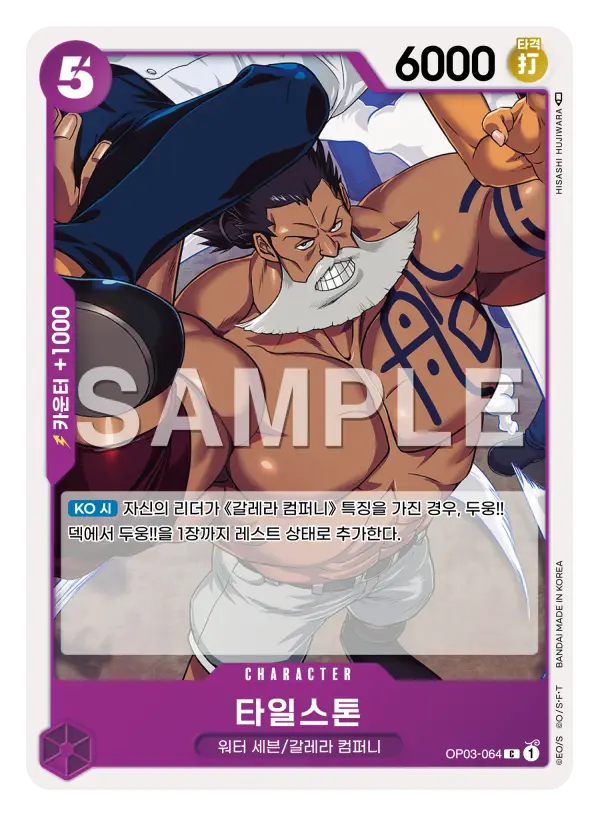 5
6000
타격
打
HISASHI HUJIWARA
카운터 +1000
SAMPLE
KO 시 자신의 리더가 《갈레라 컴퍼니》 특징을 가진 경우, 두웅!!
덱에서 두웅!!을 1장까지 레스트 상태로 추가한다.
CHARACTER
타일스톤
워터 세븐/갈레라 컴퍼니
OP03-064 C 1
©EO/S ©O/S·F·T BANDAI MADE IN KOREA